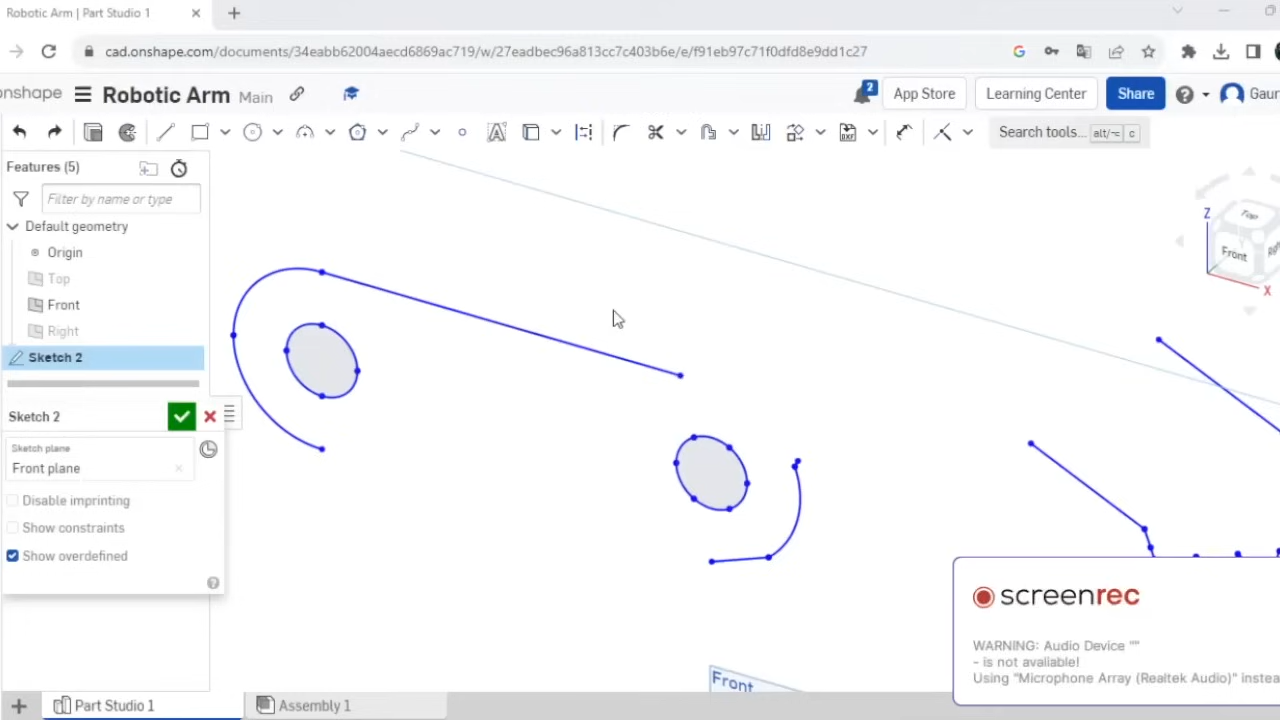 Robotic Arm | Part Studio 1
cad.onshape.com/documents/34eabb62004aecd6869ac719/w/27eadbec96a813cc7c403b6e/e/f91eb97c71f0dfd8e9dd1c27
onshape Robotic Arm Main 2 App Store Learning Center Share Gaur
DXF Search tools... alt/⌥ c
Features (5)
Filter by name or type
Default geometry
Origin
Top
Front
Right
Sketch 2
Sketch 2
Sketch plane
Front plane
Disable imprinting
Show constraints
Show overdefined
Z
Top
Front
X
Front
screenrec
WARNING: Audio Device ""
- is not available!
Using "Microphone Array (Realtek Audio)" instea
Part Studio 1 Assembly 1